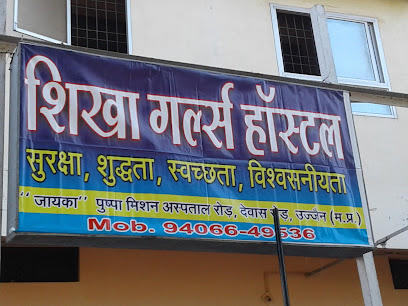 शिखा गर्ल्स हॉस्टल
सुरक्षा, शुद्धता, स्वच्छता, विश्वसनीयता
"जायका" पुष्पा मिशन अस्पताल रोड़, देवास रोड, उज्जैन (म.प्र.)
Mob. 94066-49536